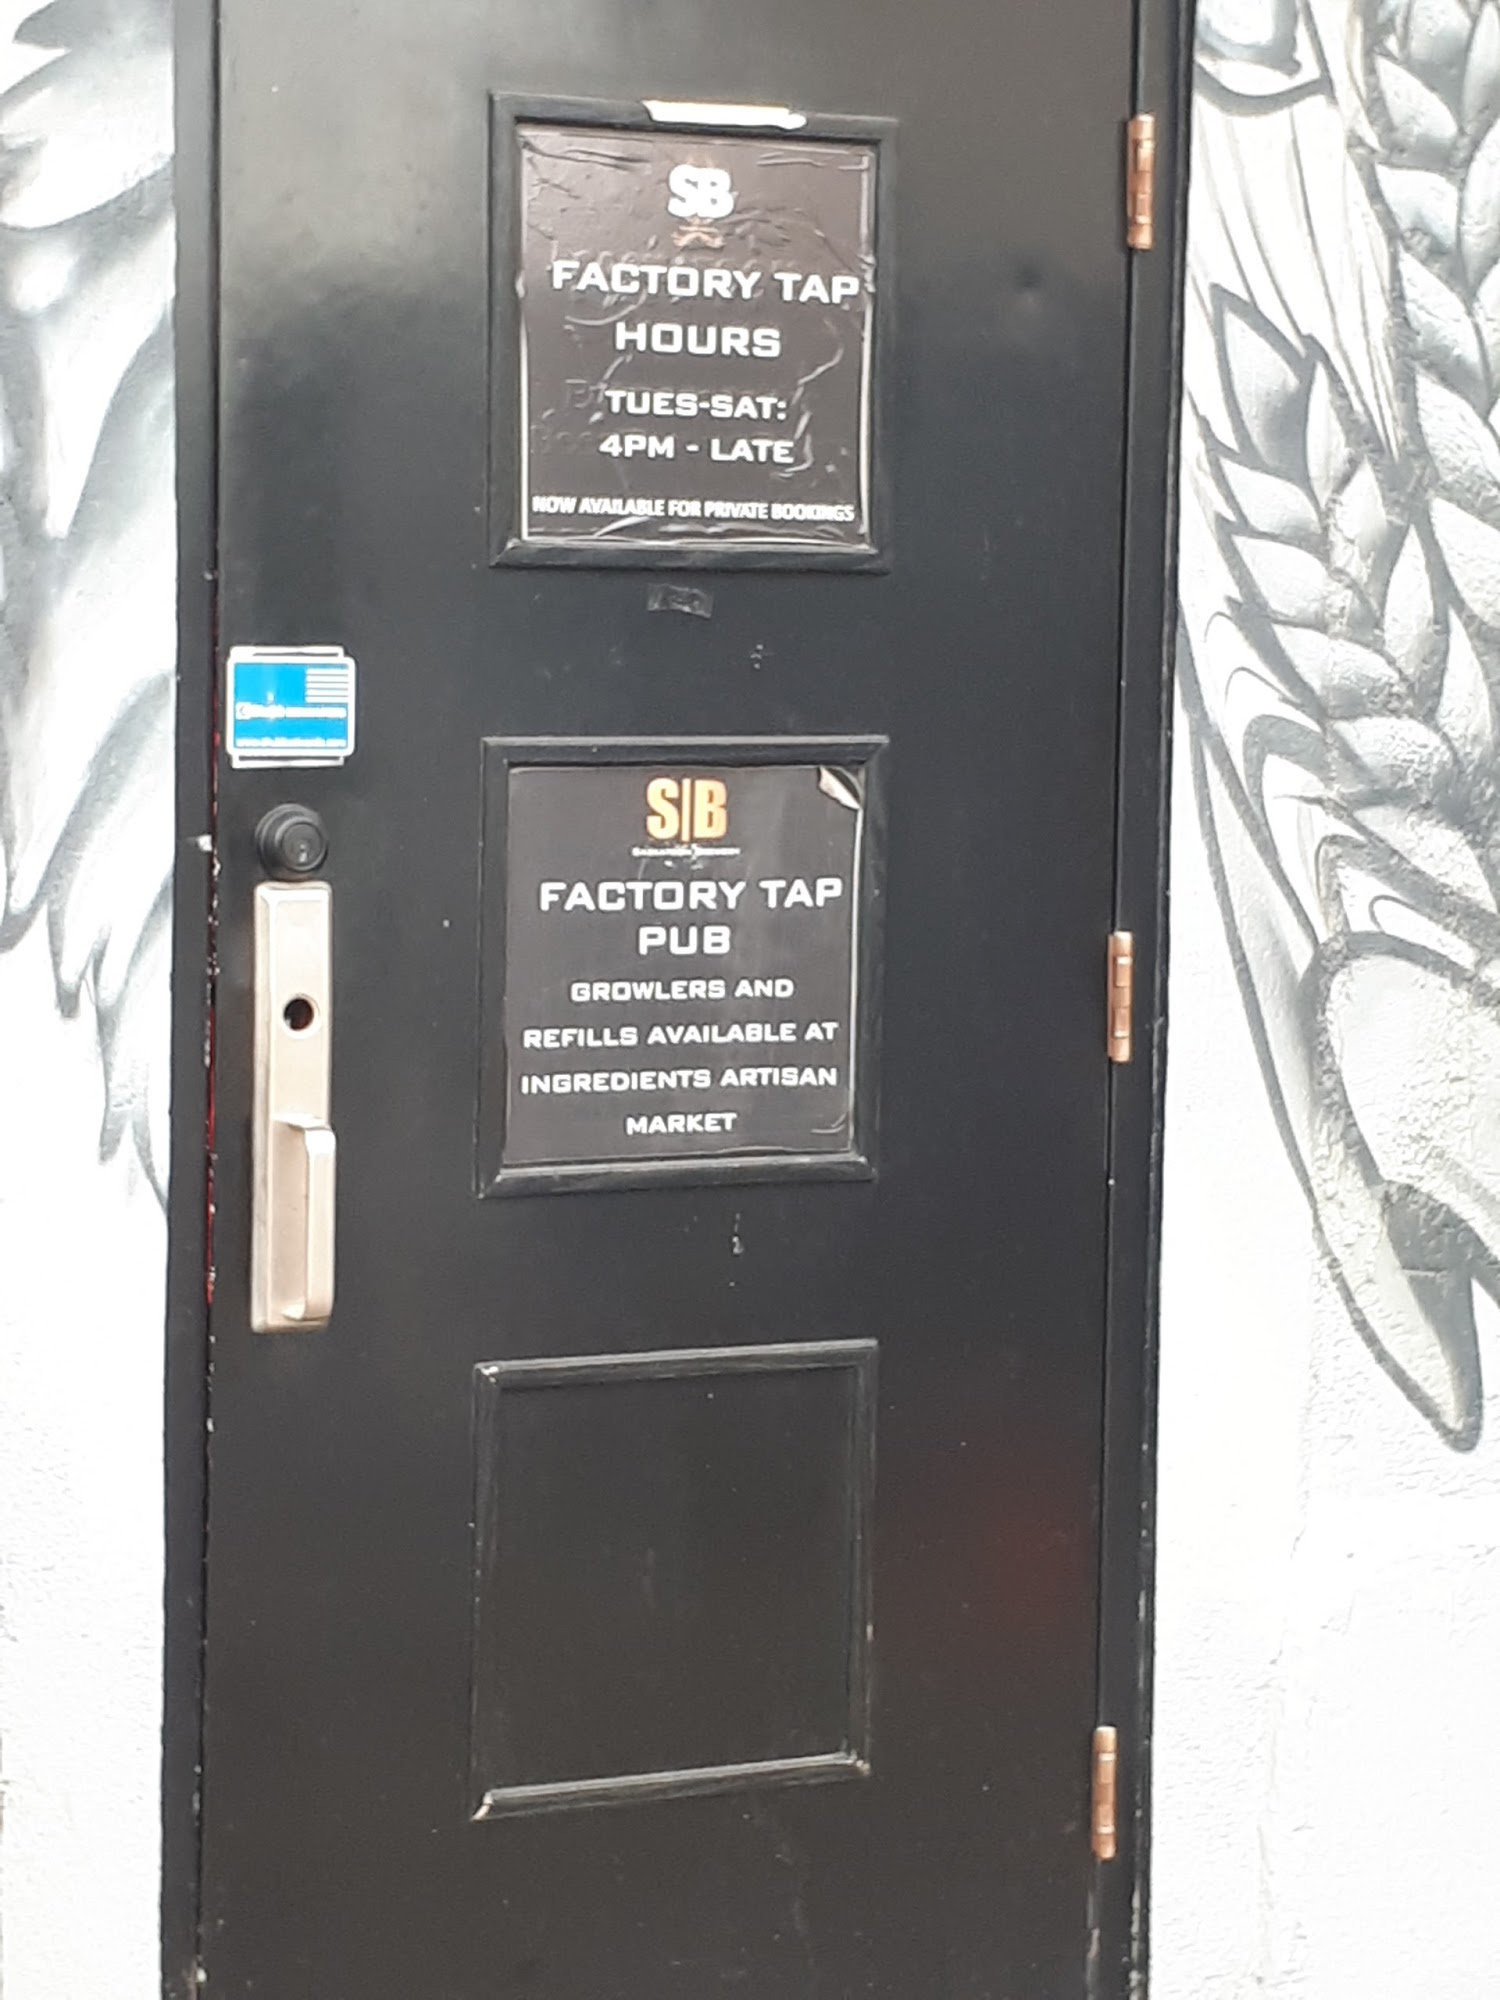 SB
FACTORY TAP
HOURS
TUES-SAT:
4PM - LATE
NOW AVAILABLE FOR PRIVATE BOOKINGS
S|B
FACTORY TAP
PUB
GROWLERS AND
REFILLS AVAILABLE AT
INGREDIENTS ARTISAN
MARKET